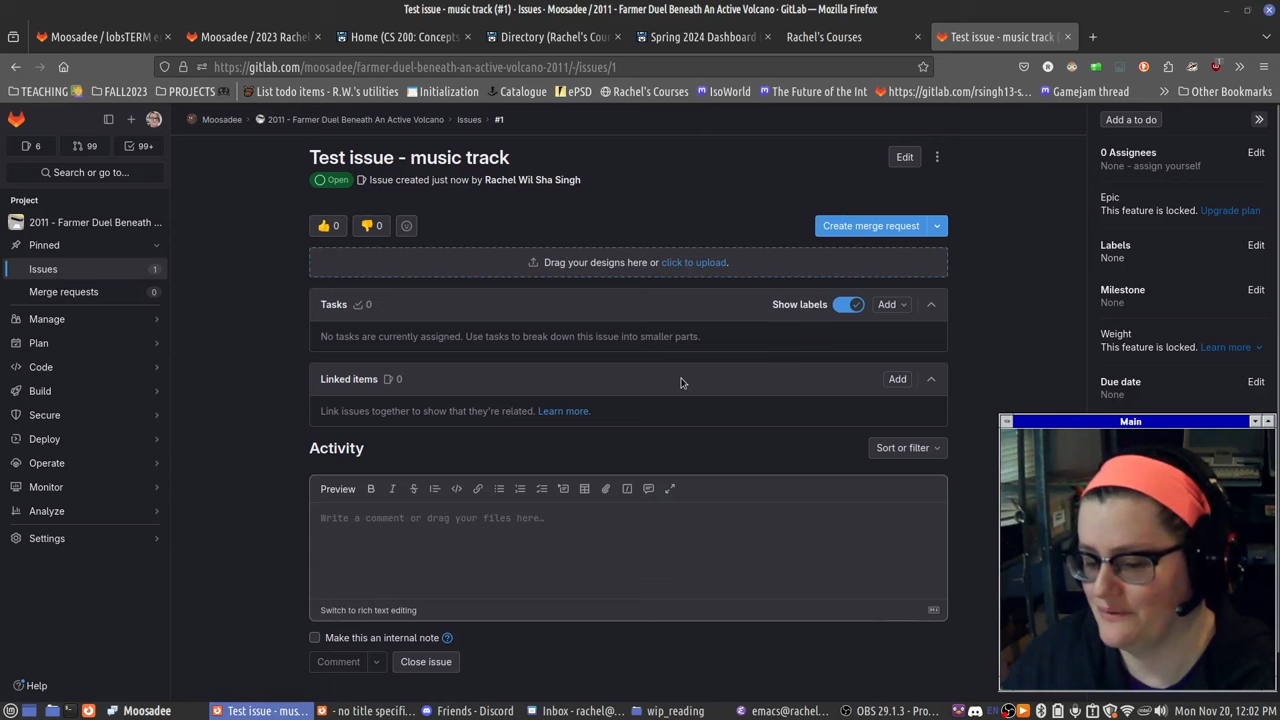 Test issue - music track (#1) · Issues · Moosadee / 2011 - Farmer Duel Beneath An Active Volcano · GitLab — Mozilla Firefox
Moosadee / lobsTERM e
Moosadee / 2023 Rachel
Home (CS 200: Concepts
Directory (Rachel's Cou
Spring 2024 Dashboard
Rachel's Courses
Test issue - music track
https://gitlab.com/moosadee/farmer-duel-beneath-an-active-volcano-2011/-/issues/1
TEACHING FALL2023 PROJECTS List todo items - R.W.'s utilities Initialization Catalogue ePSD Rachel's Courses IsoWorld The Future of the Int https://gitlab.com/rsingh13-s Gamejam thread Other Bookmarks
Moosadee 2011 - Farmer Duel Beneath An Active Volcano Issues #1
Add a to do
6 99 99+
Search or go to...
Project
2011 - Farmer Duel Beneath ...
Pinned
Issues 1
Merge requests 0
Manage
Plan
Code
Build
Secure
Deploy
Operate
Monitor
Analyze
Settings
Help
Test issue - music track
Edit
Open Issue created just now by Rachel Wil Sha Singh
0 0
Create merge request
Drag your designs here or click to upload.
Tasks 0
Show labels Add
No tasks are currently assigned. Use tasks to break down this issue into smaller parts.
Linked items 0
Add
Link issues together to show that they're related. Learn more.
Activity
Sort or filter
Preview
Write a comment or drag your files here...
Switch to rich text editing
Make this an internal note
Comment Close issue
0 Assignees Edit
None - assign yourself
Epic
This feature is locked. Upgrade plan
Labels Edit
None
Milestone Edit
None
Weight
This feature is locked. Learn more
Due date Edit
None
Main
Moosadee
Test issue - mus...
- no title specifi...
Friends - Discord
Inbox - rachel@...
wip_reading
emacs@rachel...
OBS 29.1.3 - Pro...
EN
Mon Nov 20, 12:02 PM